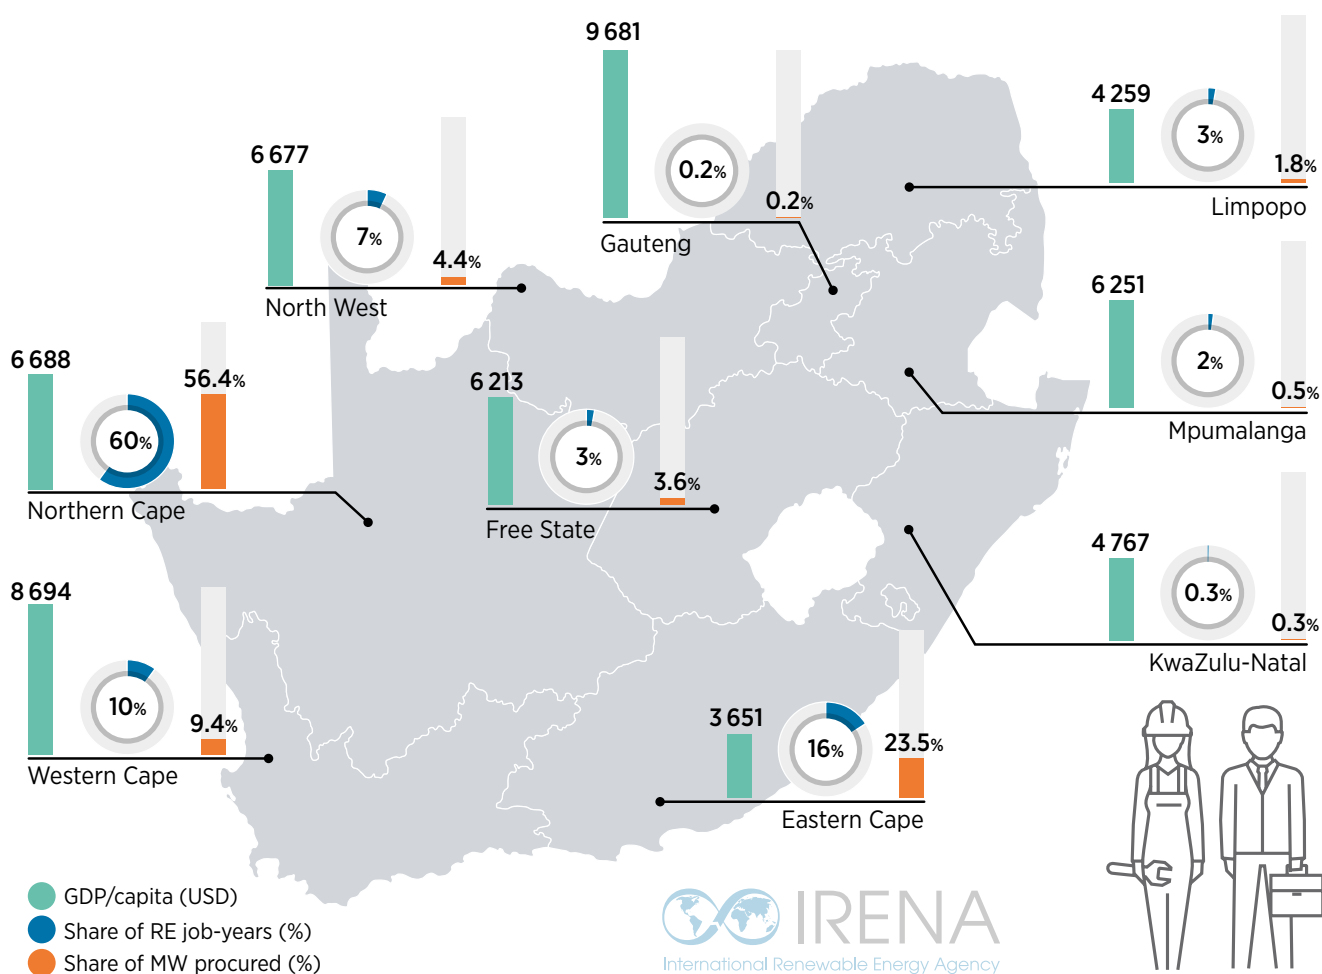 9 681
0.2%
0.2%
Gauteng
4 259
3%
1.8%
Limpopo
6 677
7%
4.4%
North West
6 251
2%
0.5%
Mpumalanga
6 688
60%
56.4%
Northern Cape
6 213
3%
3.6%
Free State
4 767
0.3%
0.3%
KwaZulu-Natal
8 694
10%
9.4%
Western Cape
3 651
16%
23.5%
Eastern Cape
GDP/capita (USD)
Share of RE job-years (%)
Share of MW procured (%)
IRENA
International Renewable Energy Agency